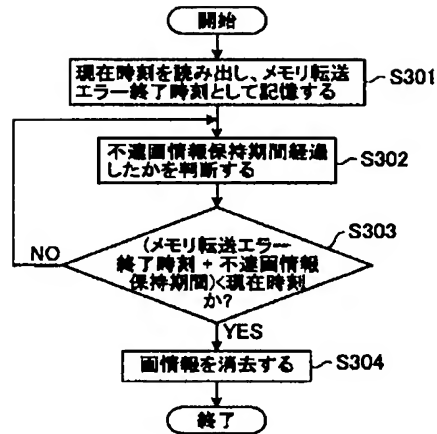 開始
現在時刻を読み出し、メモリ転送
エラー終了時刻として記憶する
S301
不達画情報保持期間経過
したかを判断する
S302
(メモリ転送エラー
終了時刻 + 不達画情報
保持期間)<現在時刻
か?
S303
NO
YES
画情報を消去する
S304
終了